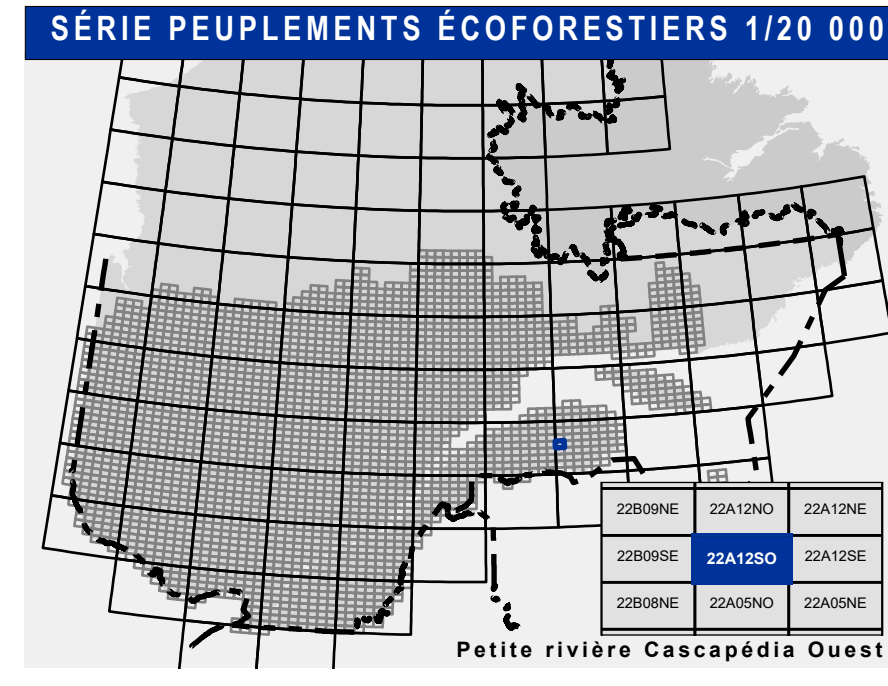 SÉRIE PEUPLEMENTS ÉCOFORESTIERS 1/20 000
22B09NE 22A12NO 22A12NE
22B09SE 22A12SO 22A12SE
22B08NE 22A05NO 22A05NE
Petite rivière Cascapédia Ouest